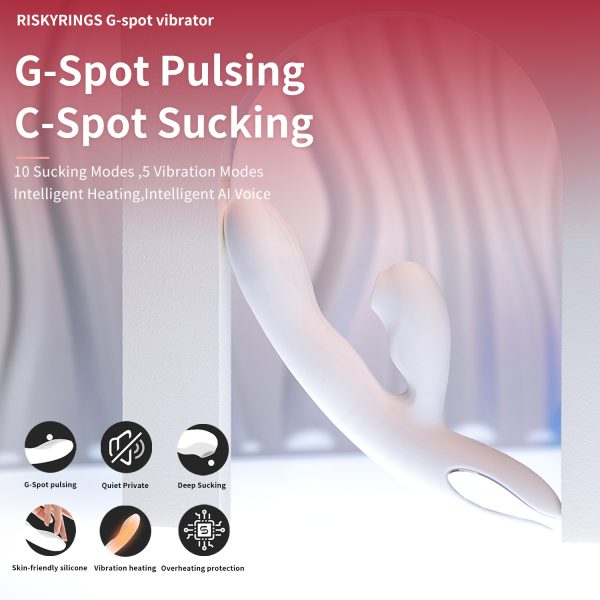 RISKYRINGS G-spot vibrator
G-Spot Pulsing
C-Spot Sucking
10 Sucking Modes ,5 Vibration Modes
Intelligent Heating,Intelligent AI Voice
G-Spot pulsing
Quiet Private
Deep Sucking
Skin-friendly silicone
Vibration heating
Overheating protection